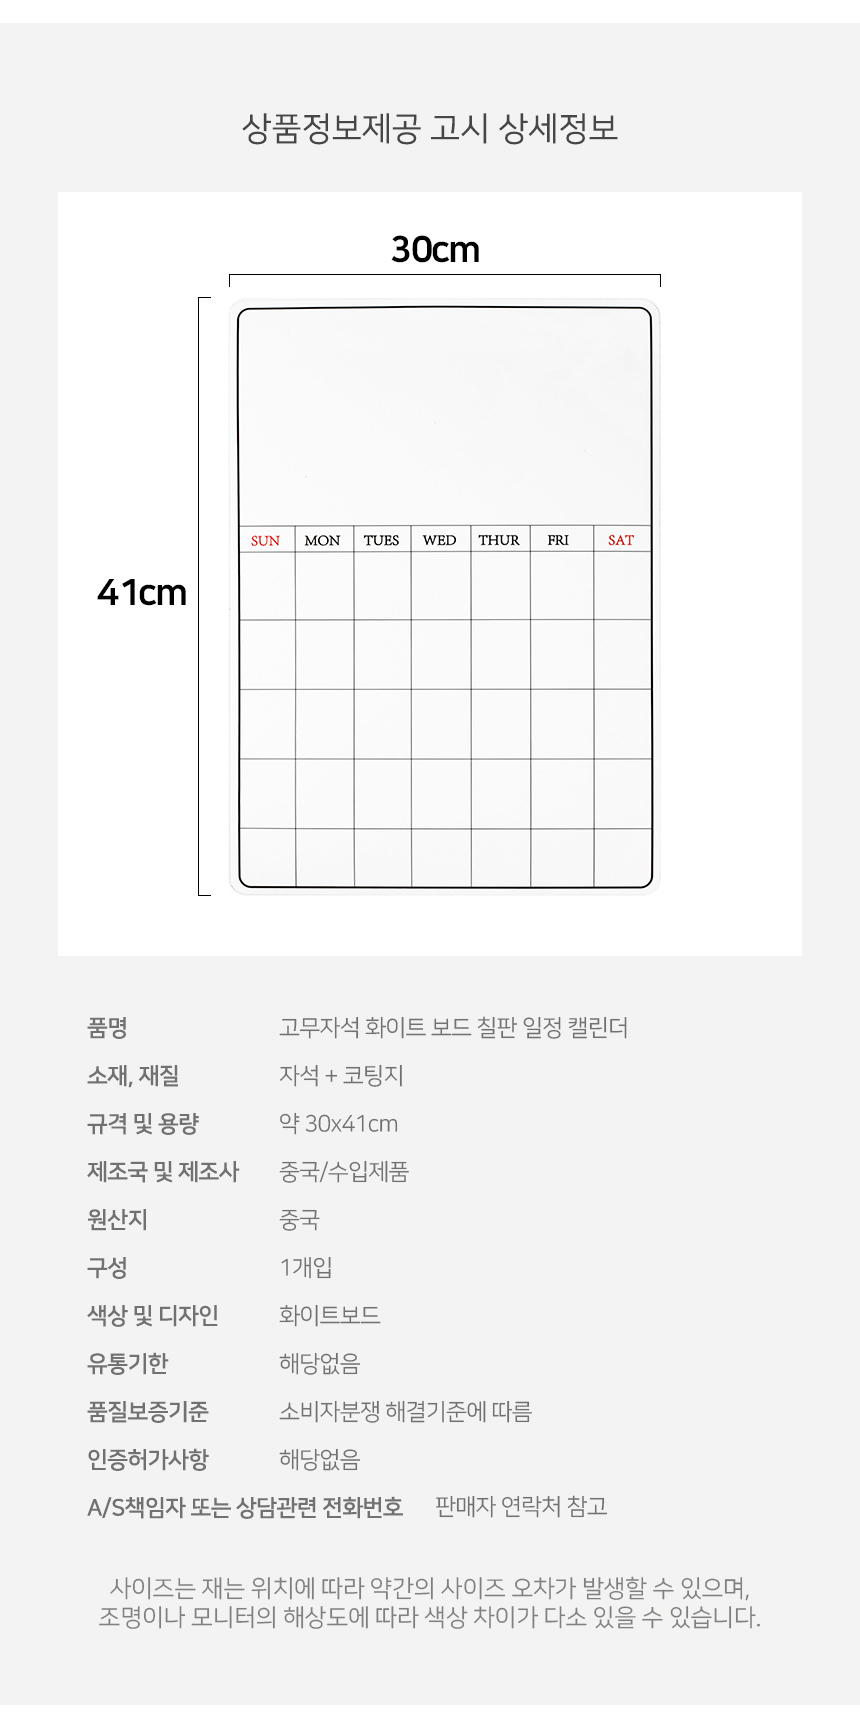 상품정보제공 고시 상세정보
30cm
41cm
SUN MON TUES WED THUR FRI SAT
품명 고무자석 화이트 보드 칠판 일정 캘린더
소재, 재질 자석 + 코팅지
규격 및 용량 약 30x41cm
제조국 및 제조사 중국/수입제품
원산지 중국
구성 1개입
색상 및 디자인 화이트보드
유통기한 해당없음
품질보증기준 소비자분쟁 해결기준에 따름
인증허가사항 해당없음
A/S책임자 또는 상담관련 전화번호 판매자 연락처 참고
사이즈는 재는 위치에 따라 약간의 사이즈 오차가 발생할 수 있으며,
조명이나 모니터의 해상도에 따라 색상 차이가 다소 있을 수 있습니다.